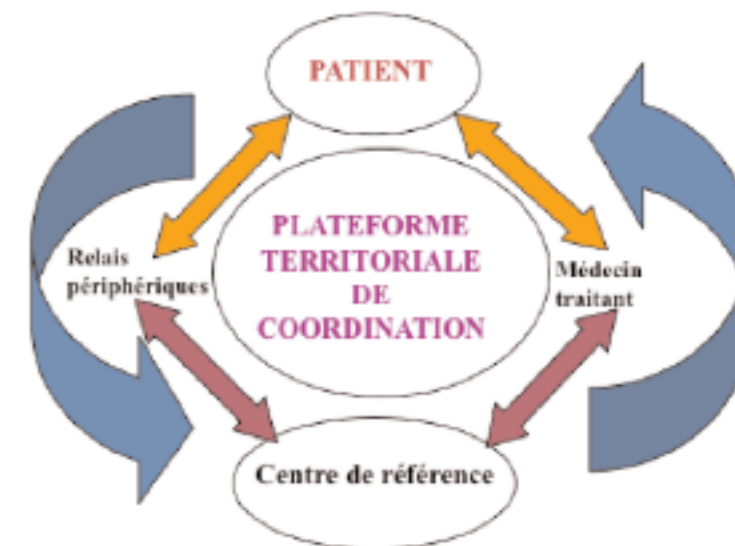 PATIENT
PLATEFORME
TERRITORIALE
DE
COORDINATION
Relais
périphériques
Médecin
traitant
Centre de référence